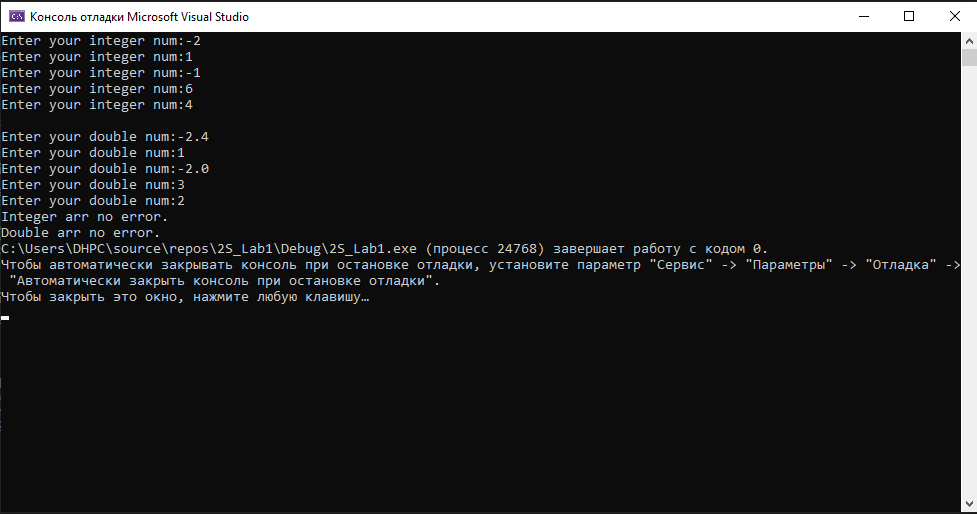 Консоль отладки Microsoft Visual Studio
Enter your integer num:-2
Enter your integer num:1
Enter your integer num:-1
Enter your integer num:6
Enter your integer num:4
Enter your double num:-2.4
Enter your double num:1
Enter your double num:-2.0
Enter your double num:3
Enter your double num:2
Integer arr no error.
Double arr no error.
C:\Users\DHPC\source\repos\2S_Lab1\Debug\2S_Lab1.exe (процесс 24768) завершает работу с кодом 0.
Чтобы автоматически закрывать консоль при остановке отладки, установите параметр "Сервис" -> "Параметры" -> "Отладка" ->
"Автоматически закрыть консоль при остановке отладки".
Чтобы закрыть это окно, нажмите любую клавишу…